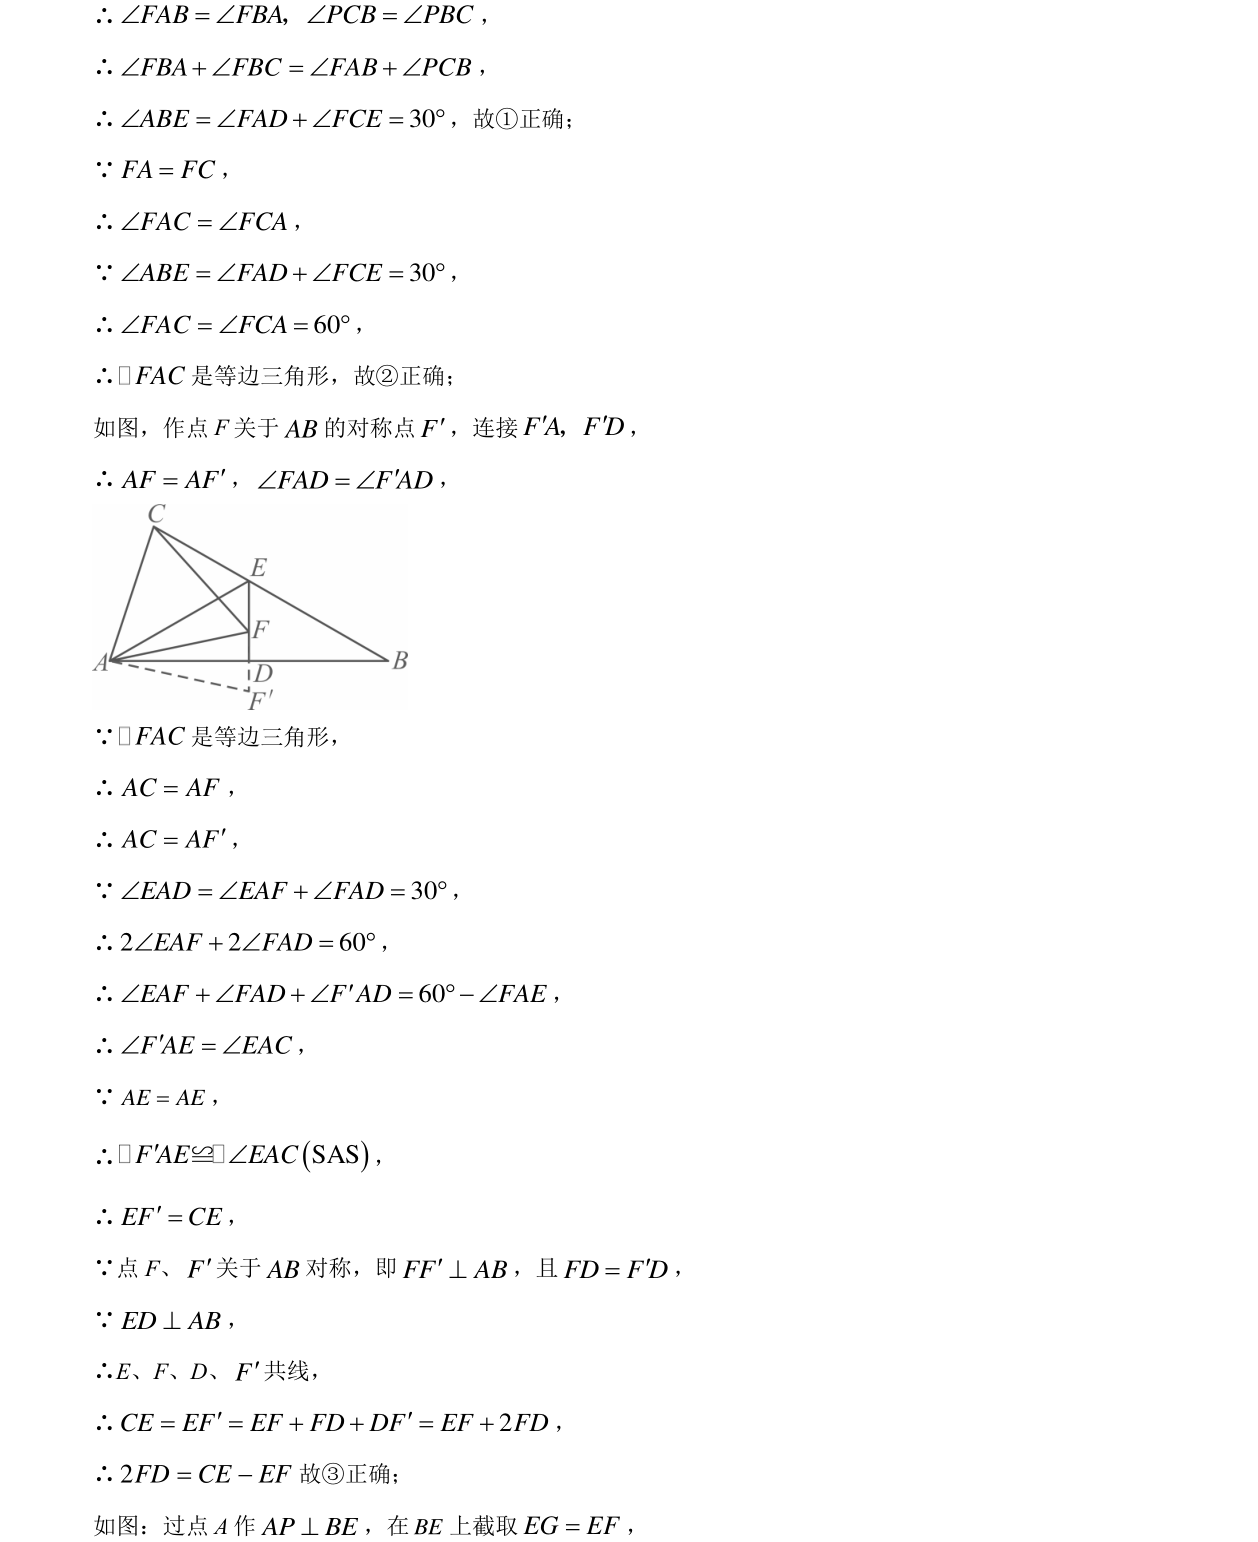 ∴ ∠FAB = ∠FBA, ∠PCB = ∠PBC，
∴ ∠FBA + ∠FBC = ∠FAB + ∠PCB，
∴ ∠ABE = ∠FAD + ∠FCE = 30°，故①正确；
∵ FA = FC，
∴ ∠FAC = ∠FCA，
∵ ∠ABE = ∠FAD + ∠FCE = 30°，
∴ ∠FAC = ∠FCA = 60°，
∴□FAC 是等边三角形，故②正确；
如图，作点 F 关于 AB 的对称点 F′，连接 F′A, F′D，
∴ AF = AF′，∠FAD = ∠F′AD，
C
E
F
A
B
D
F′
∵□FAC 是等边三角形，
∴ AC = AF，
∴ AC = AF′，
∵ ∠EAD = ∠EAF + ∠FAD = 30°，
∴ 2∠EAF + 2∠FAD = 60°，
∴ ∠EAF + ∠FAD + ∠F′AD = 60° − ∠FAE，
∴ ∠F′AE = ∠EAC，
∵ AE = AE，
∴□F′AE≌□∠EAC(SAS)，
∴ EF′ = CE，
∵点 F、F′关于 AB 对称，即 FF′ ⊥ AB，且 FD = F′D，
∵ ED ⊥ AB，
∴E、F、D、F′共线，
∴ CE = EF′ = EF + FD + DF′ = EF + 2FD，
∴ 2FD = CE − EF 故③正确；
如图：过点 A 作 AP ⊥ BE，在 BE 上截取 EG = EF，